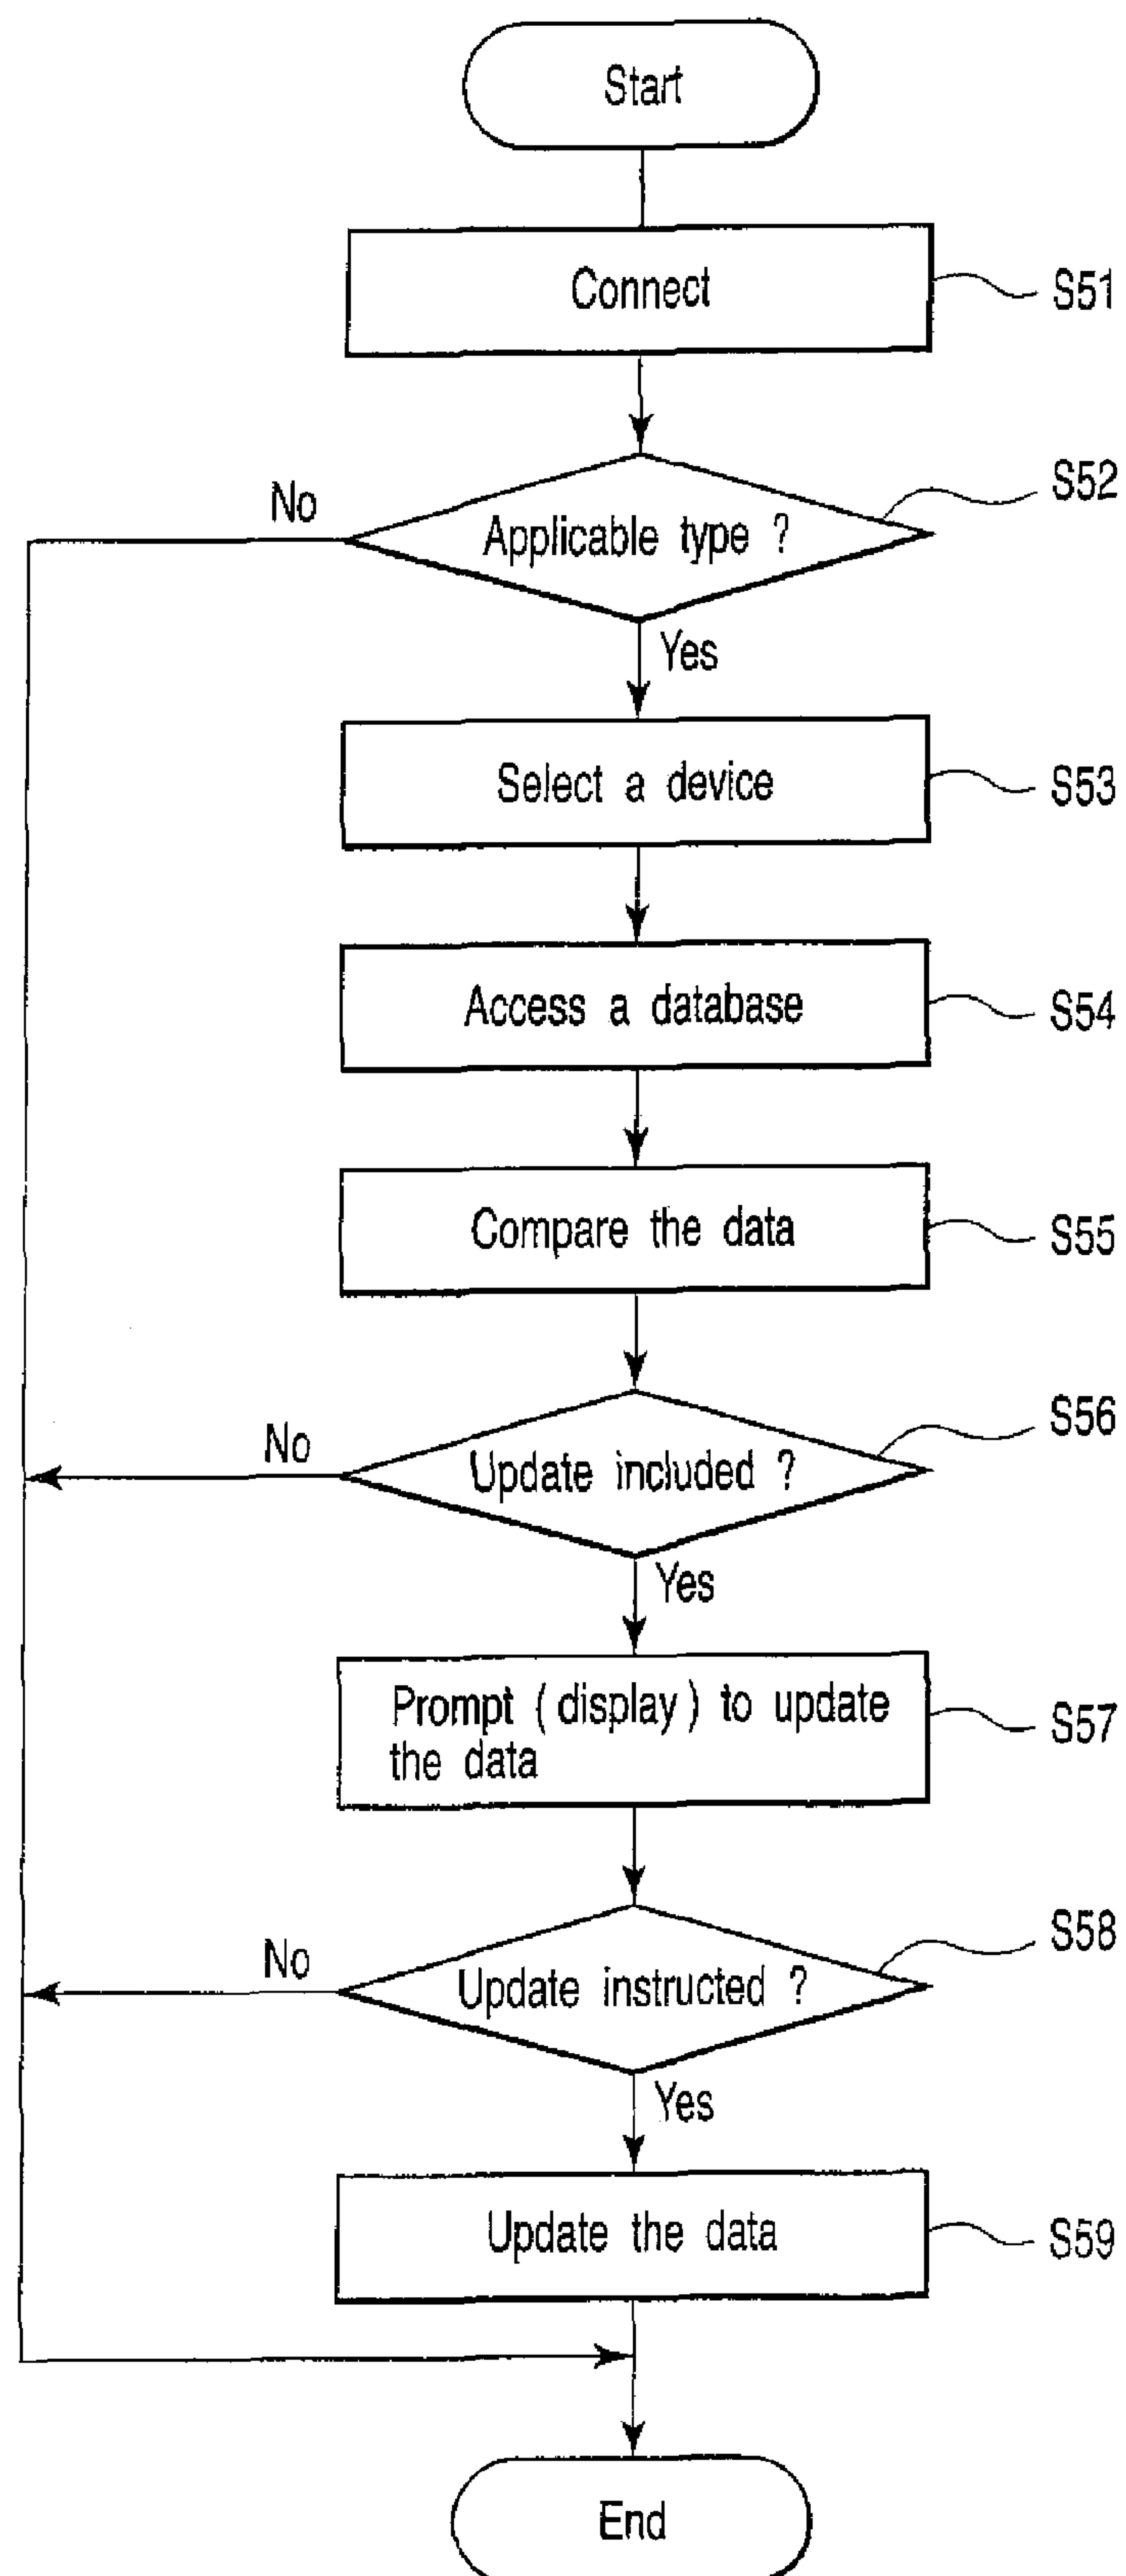 Start
Connect
S51
No
Applicable type ?
S52
Yes
Select a device
S53
Access a database
S54
Compare the data
S55
No
Update included ?
S56
Yes
Prompt ( display ) to update
the data
S57
No
Update instructed ?
S58
Yes
Update the data
S59
End